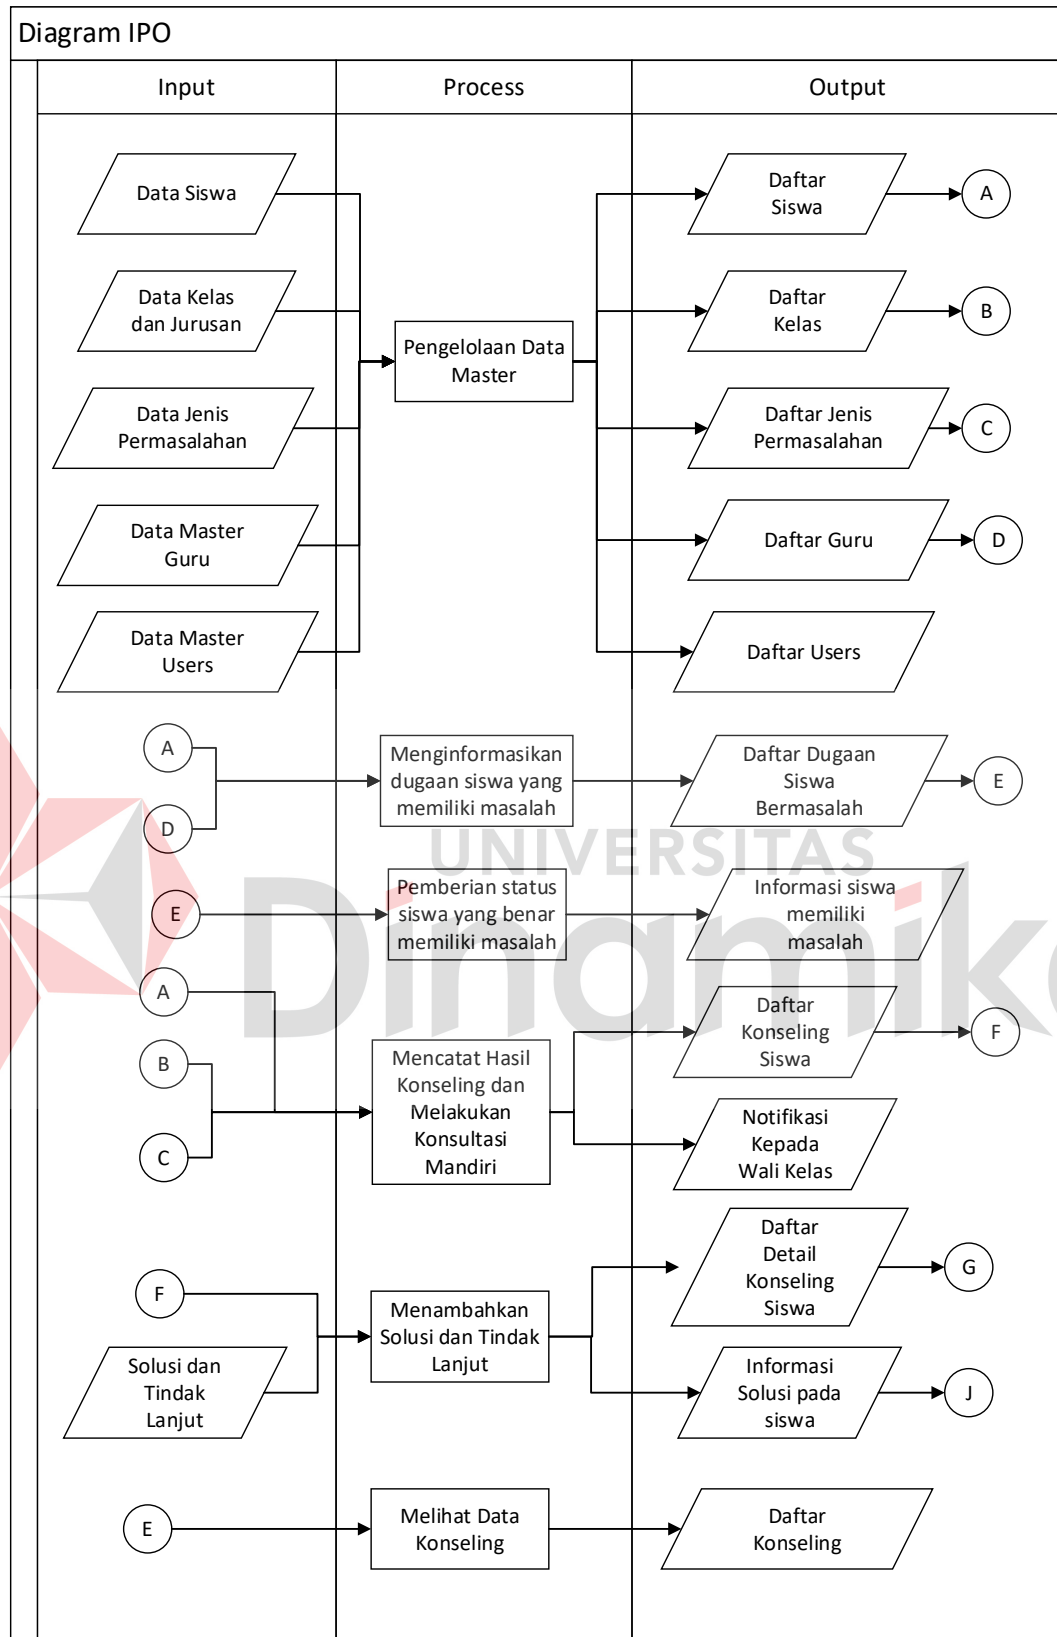 Diagram IPO
Input
Process
Output
Data Siswa
Daftar
Siswa
A
Data Kelas
dan Jurusan
Daftar
Kelas
B
Pengelolaan Data
Master
Data Jenis
Permasalahan
Daftar Jenis
Permasalahan
C
Data Master
Guru
Daftar Guru
D
Data Master
Users
Daftar Users
A
D
Menginformasikan
dugaan siswa yang
memiliki masalah
Daftar Dugaan
Siswa
Bermasalah
E
UNIVERSITAS
Dinamika
E
Pemberian status
siswa yang benar
memiliki masalah
Informasi siswa
memiliki
masalah
A
B
C
Mencatat Hasil
Konseling dan
Melakukan
Konsultasi
Mandiri
Daftar
Konseling
Siswa
F
Notifikasi
Kepada
Wali Kelas
F
Solusi dan
Tindak
Lanjut
Menambahkan
Solusi dan Tindak
Lanjut
Daftar
Detail
Konseling
Siswa
G
Informasi
Solusi pada
siswa
J
E
Melihat Data
Konseling
Daftar
Konseling